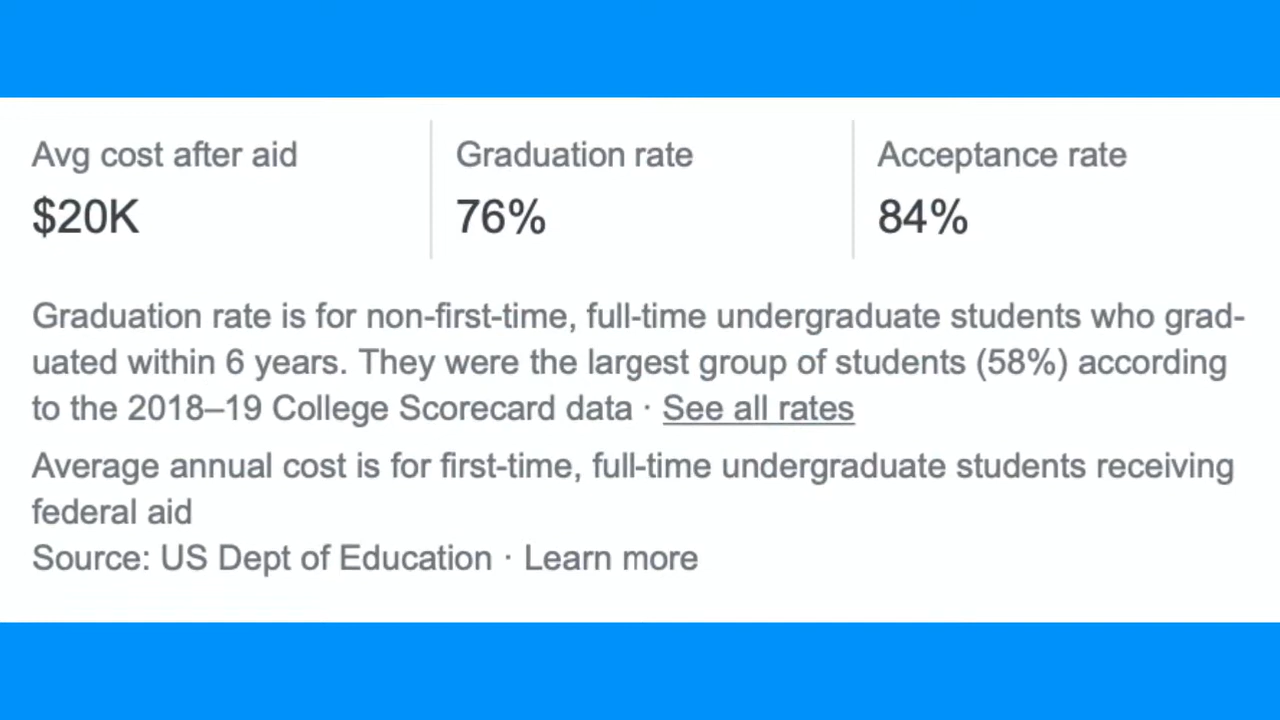 Avg cost after aid
Graduation rate
Acceptance rate
$20K
76%
84%
Graduation rate is for non-first-time, full-time undergraduate students who grad-
uated within 6 years. They were the largest group of students (58%) according
to the 2018–19 College Scorecard data · See all rates
Average annual cost is for first-time, full-time undergraduate students receiving
federal aid
Source: US Dept of Education · Learn more